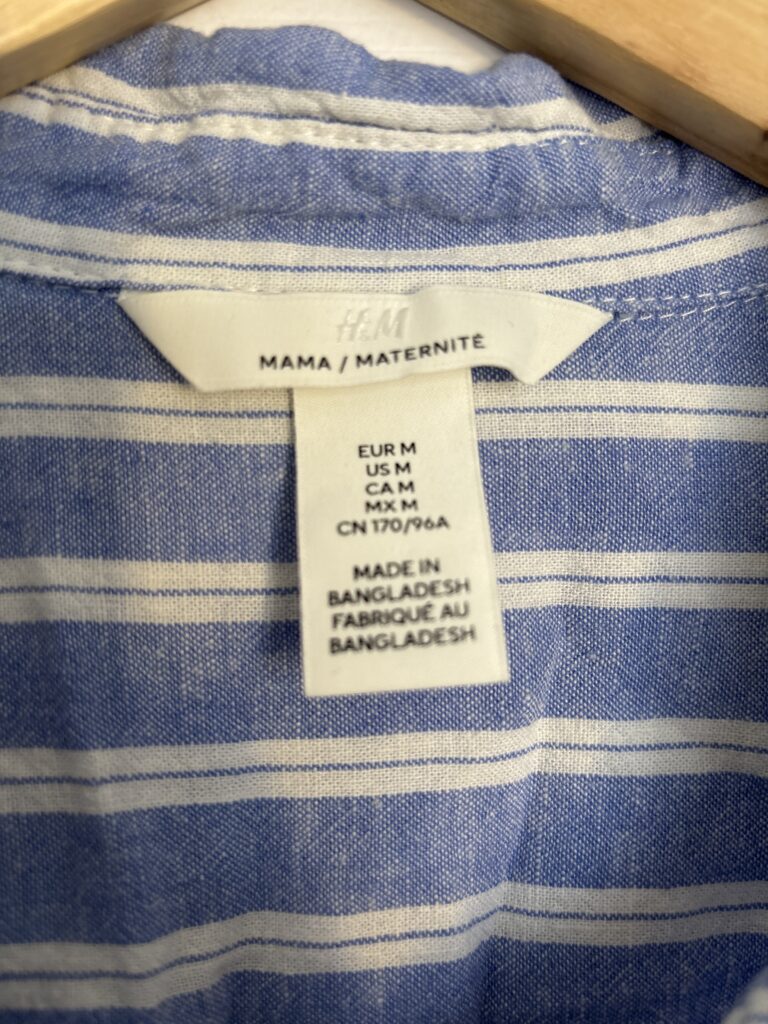 H&M
MAMA / MATERNITÉ
EUR M
US M
CA M
MX M
CN 170/96A
MADE IN
BANGLADESH
FABRIQUÉ AU
BANGLADESH